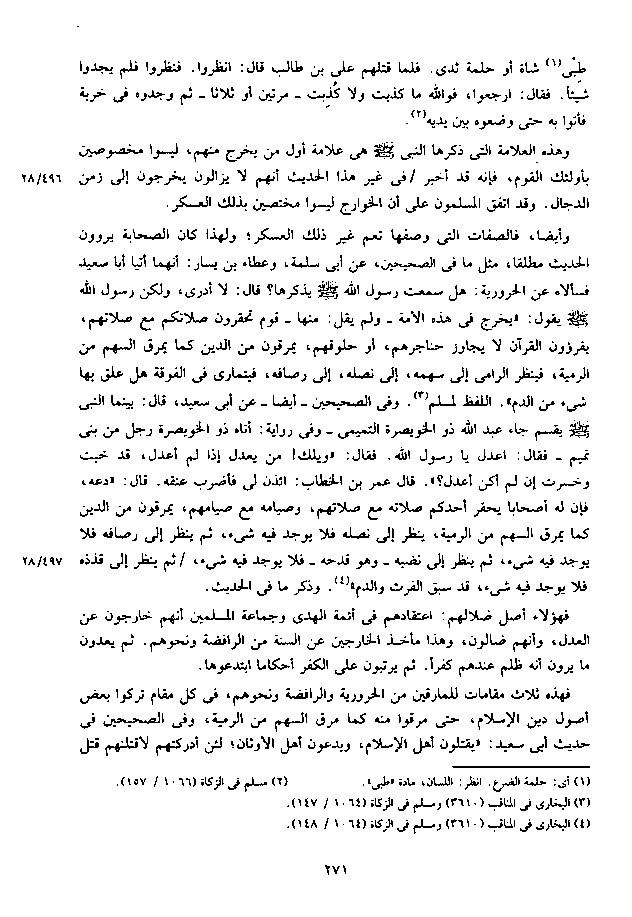 طِبْى(١) شاة أو حلمة ثدى. فلما قتلهم على بن طالب قال: انظروا. فنظروا فلم يجدوا
شيئاً. فقال: ارجعوا، فوالله ما كَذبت ولا كُذِبت ـ مرتين أو ثلاثا ـ ثم وجدوه فى خربة
فأتوا به حتى وضعوه بين يديه(٢).
وهذه العلامة التى ذكرها النبى ﷺ هى علامة أول من يخرج منهم، ليسوا مخصوصين
بأولئك القوم، فإنه قد أخبر / فى غير هذا الحديث أنهم لا يزالون يخرجون إلى زمن ٢٨/٤٩٦
الدجال. وقد اتفق المسلمون على أن الخوارج ليسوا مختصين بذلك العسكر.
وأيضا، فالصفات التى وصفها تعم غير ذلك العسكر؛ ولهذا كان الصحابة يروون
الحديث مطلقا، مثل ما فى الصحيحين، عن أبى سلمة، وعطاء بن يسار: أنهما أتيا أبا سعيد
فسألاه عن الحرورية: هل سمعت رسول الله ﷺ يذكرها؟ قال: لا أدرى، ولكن رسول الله
ﷺ يقول: «يخرج فى هذه الأمة ـ ولم يقل: منها ـ قوم تحقرون صلاتكم مع صلاتهم،
يقرؤون القرآن لا يجاوز حناجرهم، أو حلوقهم، يمرقون من الدين كما يمرق السهم من
الرمية، فينظر الرامى إلى سهمه، إلى نصله، إلى رصافه، فيتمارى فى الفوقة هل علق بها
شىء من الدم». اللفظ لمسلم(٣). وفى الصحيحين ـ أيضا ـ عن أبى سعيد، قال: بينما النبى
ﷺ يقسم جاء عبد الله ذو الخويصرة التميمى ـ وفى رواية: أتاه ذو الخويصرة رجل من بنى
تميم ـ فقال: اعدل يا رسول الله. فقال: «ويلك! من يعدل إذا لم أعدل، قد خبت
وخسرت إن لم أكن أعدل؟». قال عمر بن الخطاب: ائذن لى فأضرب عنقه. قال: «دعه،
فإن له أصحابا يحقر أحدكم صلاته مع صلاتهم، وصيامه مع صيامهم، يمرقون من الدين
كما يمرق السهم من الرمية، ينظر إلى نصله فلا يوجد فيه شىء، ثم ينظر إلى رصافه فلا
يوجد فيه شىء، ثم ينظر إلى نضيه ـ وهو قدحه ـ فلا يوجد فيه شىء، / ثم ينظر إلى قذذه ٢٨/٤٩٧
فلا يوجد فيه شىء، قد سبق الفرث والدم»(٤). وذكر ما فى الحديث.
فهؤلاء أصل ضلالهم: اعتقادهم فى أئمة الهدى وجماعة المسلمين أنهم خارجون عن
العدل، وأنهم ضالون، وهذا مأخذ الخارجين عن السنة من الرافضة ونحوهم. ثم يعدون
ما يرون أنه ظلم عندهم كفراً. ثم يرتبون على الكفر أحكاما ابتدعوها.
فهذه ثلاث مقامات للمارقين من الحرورية والرافضة ونحوهم، فى كل مقام تركوا بعض
أصول دين الإسلام، حتى مرقوا منه كما مرق السهم من الرمية، وفى الصحيحين فى
حديث أبى سعيد: «يقتلون أهل الإسلام، ويدعون أهل الأوثان؛ لئن أدركتهم لأقتلنهم قتل
(١) أى: حلمة الضرع. انظر: اللسان، مادة «طبى». (٢) مسلم فى الزكاة (١٠٦٦ / ١٥٧).
(٣) البخارى فى المناقب (٣٦١٠) ومسلم فى الزكاة (١٠٦٤ / ١٤٧).
(٤) البخارى فى المناقب (٣٦١٠) ومسلم فى الزكاة (١٠٦٤ / ١٤٨).
٢٧١